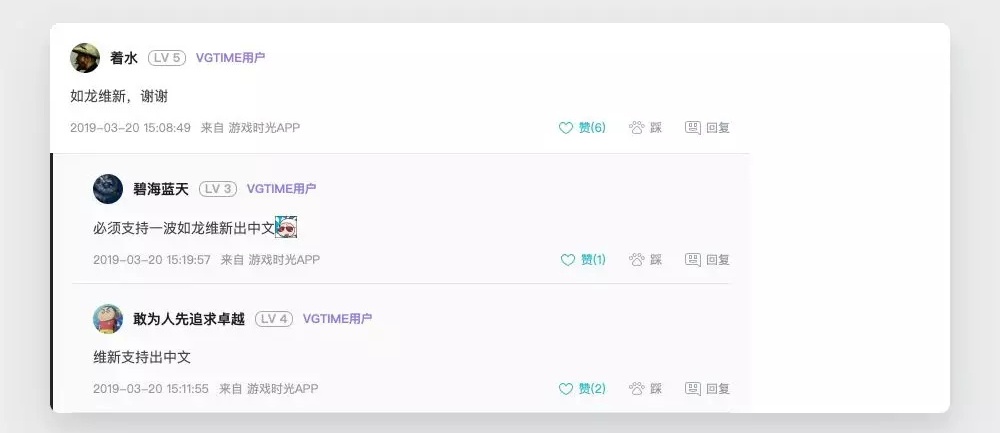 着水 LV 5 VGTIME用户
如龙维新，谢谢
2019-03-20 15:08:49 来自 游戏时光APP 赞(6) 踩 回复
碧海蓝天 LV 3 VGTIME用户
必须支持一波如龙维新出中文
2019-03-20 15:19:57 来自 游戏时光APP 赞(1) 踩 回复
敢为人先追求卓越 LV 4 VGTIME用户
维新支持出中文
2019-03-20 15:11:55 来自 游戏时光APP 赞(2) 踩 回复